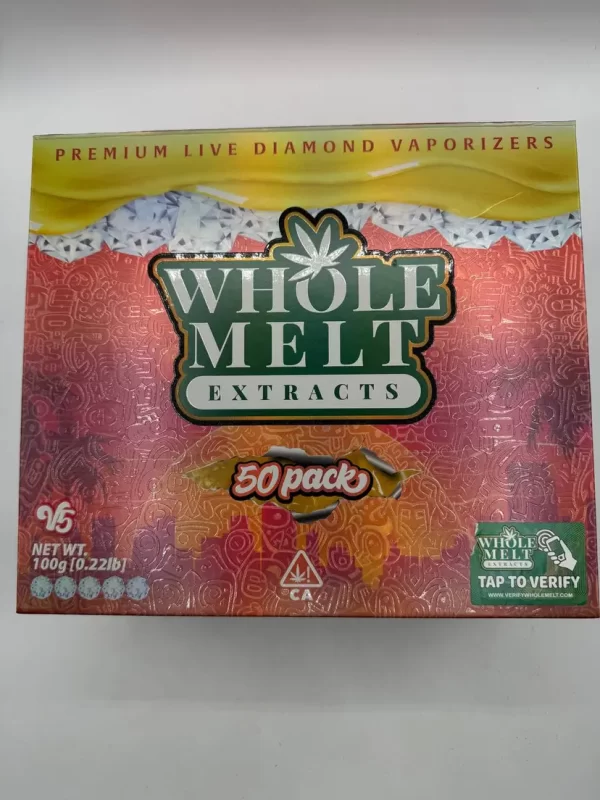 PREMIUM LIVE DIAMOND VAPORIZERS
WHOLE
MELT
EXTRACTS
50 pack
V5
NET WT.
100g [0.22lb]
CA
WHOLE
MELT
EXTRACTS
TAP TO VERIFY
WWW.VERIFYWHOLEMELT.COM